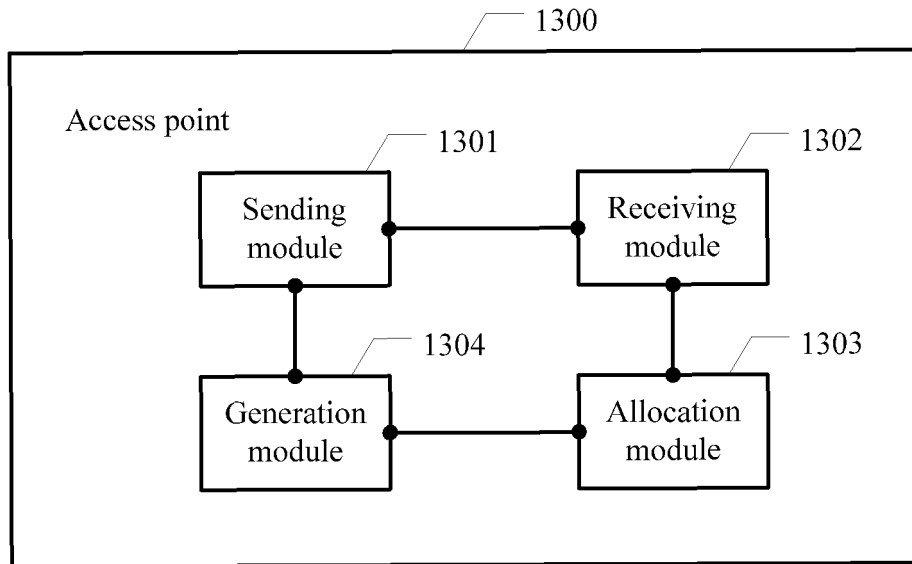 1300
Access point
1301
1302
Sending
module
Receiving
module
1304
1303
Generation
module
Allocation
module